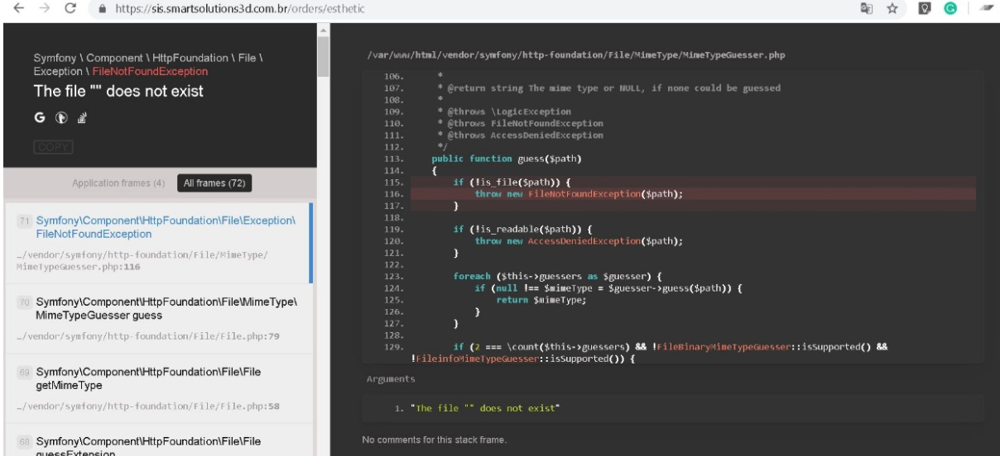 https://sis.smartsolutions3d.com.br/orders/esthetic
Symfony \ Component \ HttpFoundation \ File \
Exception \ FileNotFoundException
The file "" does not exist
COPY
Application frames (4) All frames (72)
71 Symfony\Component\HttpFoundation\File\Exception\
FileNotFoundException
…/vendor/symfony/http-foundation/File/MimeType/
MimeTypeGuesser.php:116
70 Symfony\Component\HttpFoundation\File\MimeType\
MimeTypeGuesser guess
…/vendor/symfony/http-foundation/File/File.php:79
69 Symfony\Component\HttpFoundation\File\File
getMimeType
…/vendor/symfony/http-foundation/File/File.php:58
68 Symfony\Component\HttpFoundation\File\File
guessExtension
/var/www/html/vendor/symfony/http-foundation/File/MimeType/MimeTypeGuesser.php
106. *
107. * @return string The mime type or NULL, if none could be guessed
108. *
109. * @throws \LogicException
110. * @throws FileNotFoundException
111. * @throws AccessDeniedException
112. */
113. public function guess($path)
114. {
115. if (!is_file($path)) {
116. throw new FileNotFoundException($path);
117. }
118.
119. if (!is_readable($path)) {
120. throw new AccessDeniedException($path);
121. }
122.
123. foreach ($this->guessers as $guesser) {
124. if (null !== $mimeType = $guesser->guess($path)) {
125. return $mimeType;
126. }
127. }
128.
129. if (2 === \count($this->guessers) && !FileBinaryMimeTypeGuesser::isSupported() &&
!FileinfoMimeTypeGuesser::isSupported()) {
Arguments
1. "The file "" does not exist"
No comments for this stack frame.